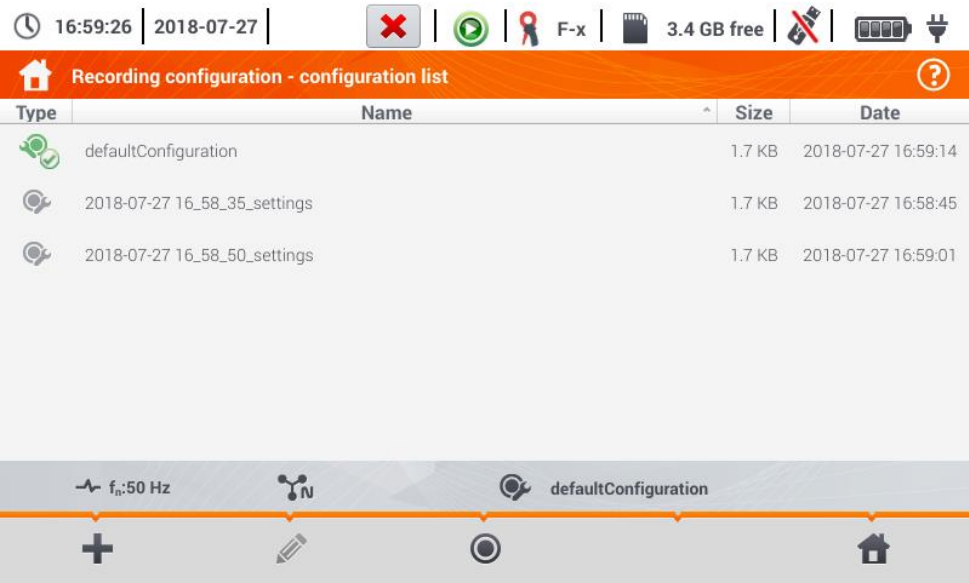 16:59:26 2018-07-27 F-x 3.4 GB free
Recording configuration - configuration list ?
Type Name Size Date
defaultConfiguration 1.7 KB 2018-07-27 16:59:14
2018-07-27 16_58_35_settings 1.7 KB 2018-07-27 16:58:45
2018-07-27 16_58_50_settings 1.7 KB 2018-07-27 16:59:01
fn:50 Hz N defaultConfiguration